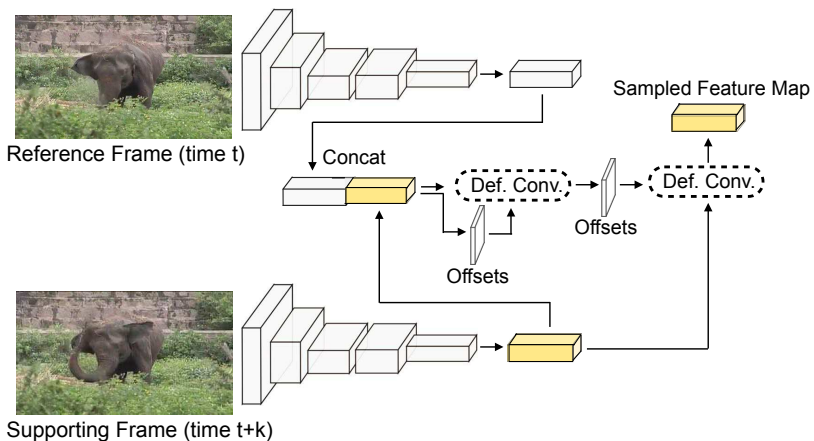 Sampled Feature Map
Reference Frame (time t)
Concat
Def. Conv.
Def. Conv.
Offsets
Offsets
Supporting Frame (time t+k)